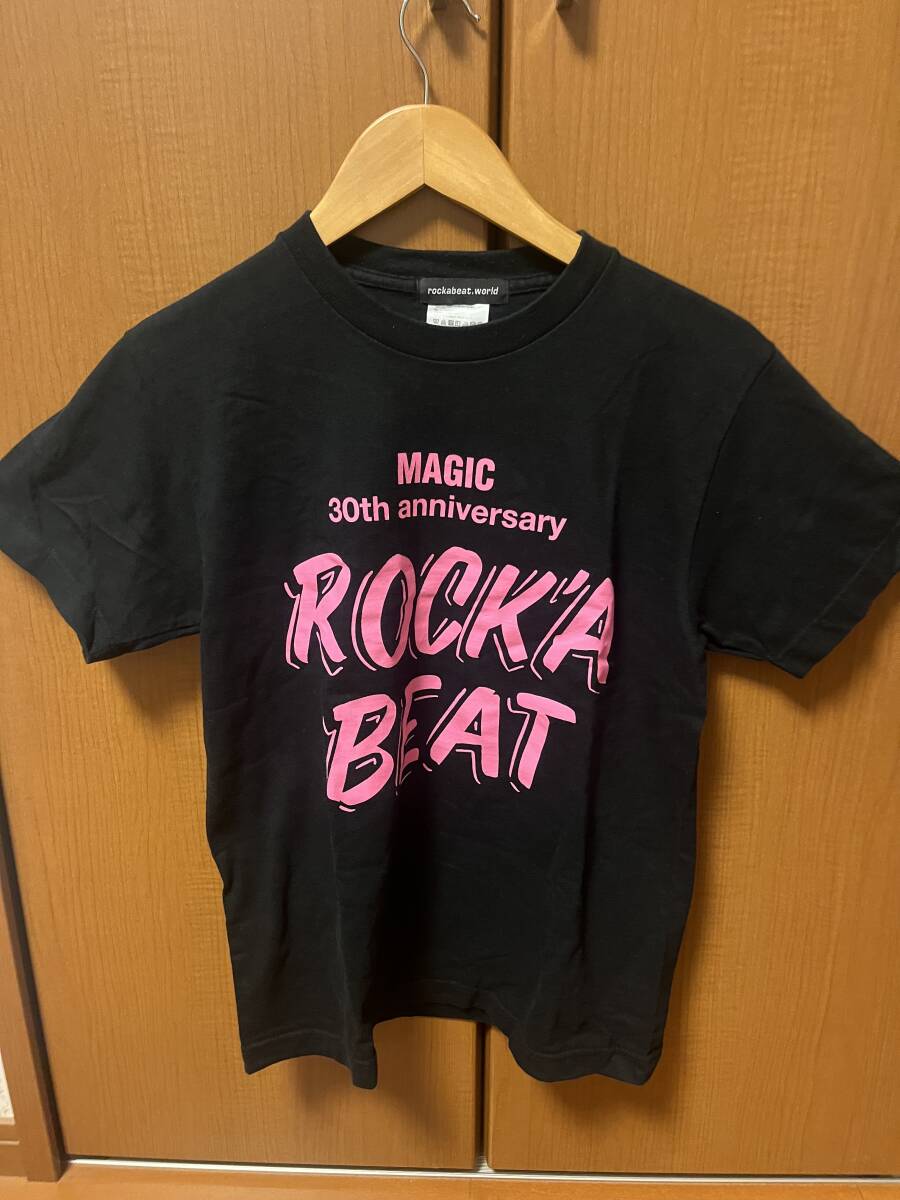 rockabeat.world
MAGIC
30th anniversary
ROCK'A
BEAT